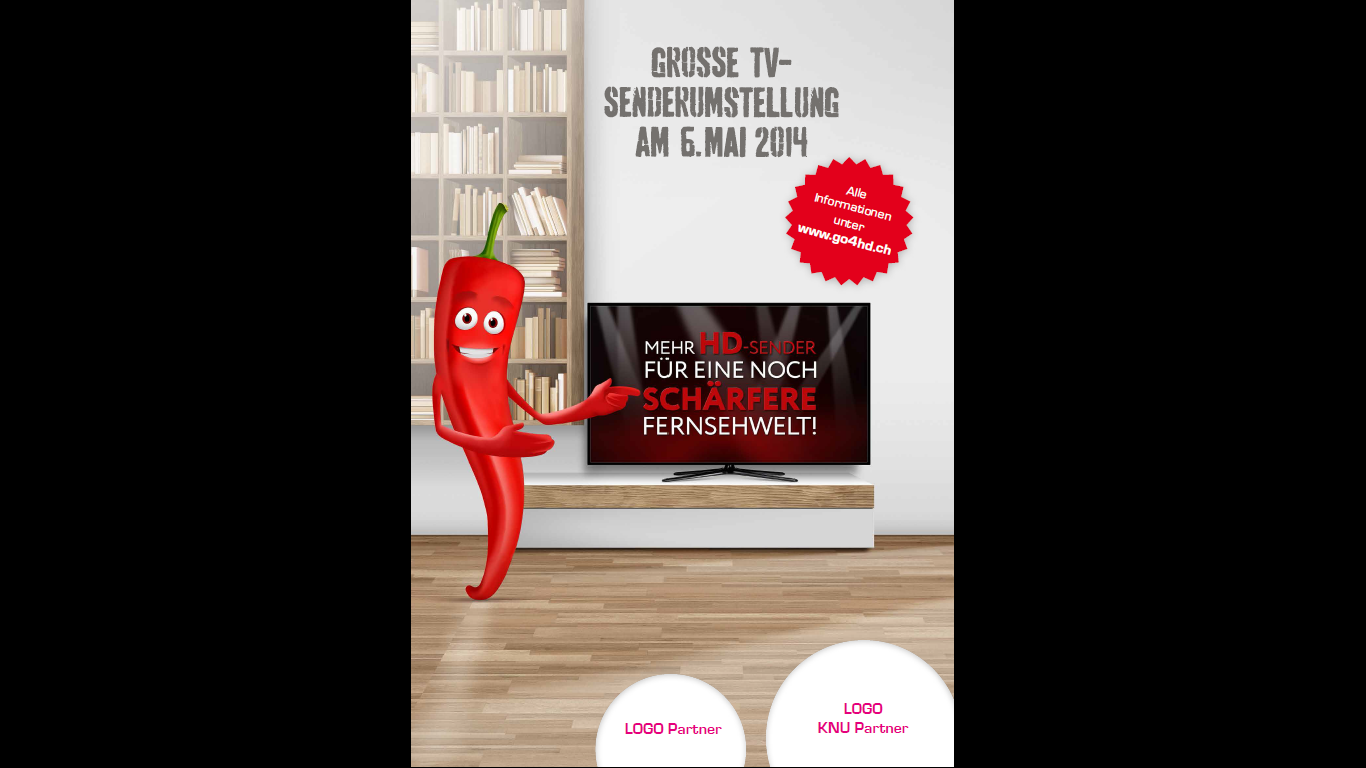 GROSSE TV-
SENDERUMSTELLUNG
AM 6. MAI 2014
Alle
Informationen
unter
www.go4hd.ch
MEHR HD-SENDER
FÜR EINE NOCH
SCHÄRFERE
FERNSEHWELT!
LOGO Partner
LOGO
KNU Partner